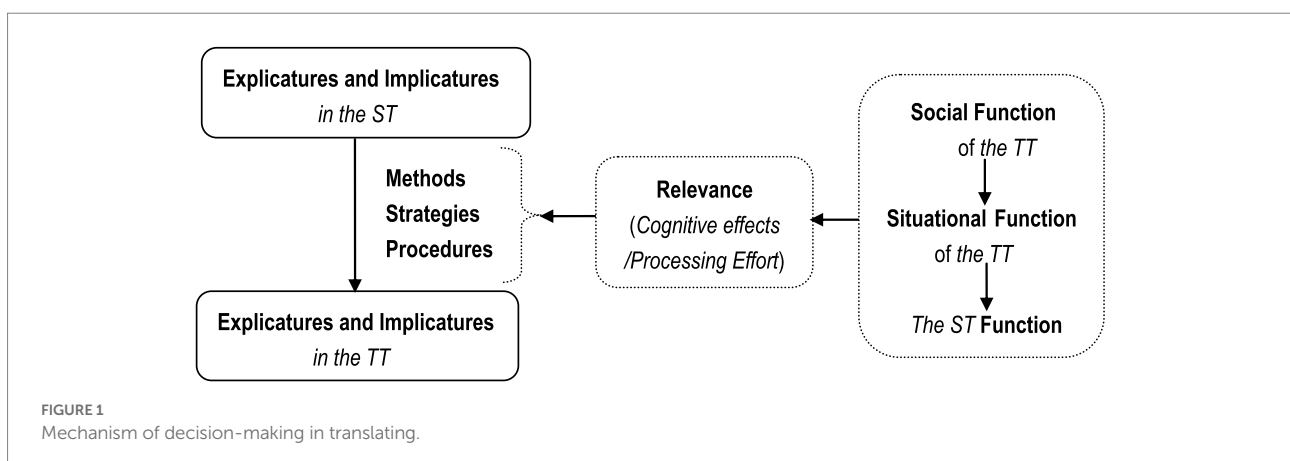 Explicatures and Implicatures
in the ST
Methods
Strategies
Procedures
Explicatures and Implicatures
in the TT
Relevance
(Cognitive effects
/Processing Effort)
Social Function
of the TT
Situational Function
of the TT
The ST Function
FIGURE 1
Mechanism of decision-making in translating.